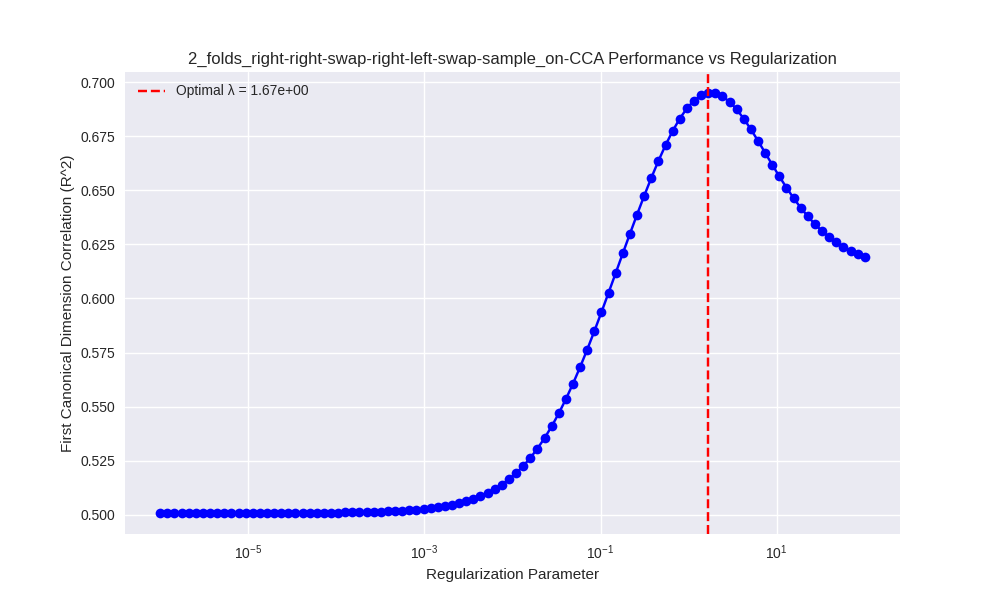 2_folds_right-right-swap-right-left-swap-sample_on-CCA Performance vs Regularization
Optimal λ = 1.67e+00
First Canonical Dimension Correlation (R^2)
0.700
0.675
0.650
0.625
0.600
0.575
0.550
0.525
0.500
10⁻⁵ 10⁻³ 10⁻¹ 10¹
Regularization Parameter